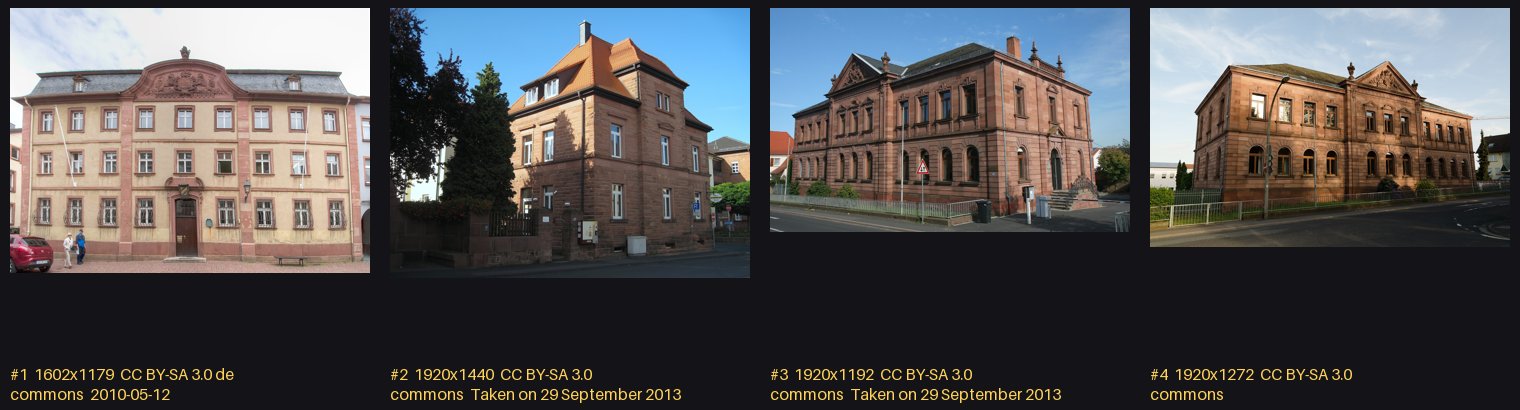 #1 1602x1179 CC BY-SA 3.0 de
commons 2010-05-12
#2 1920x1440 CC BY-SA 3.0
commons Taken on 29 September 2013
#3 1920x1192 CC BY-SA 3.0
commons Taken on 29 September 2013
#4 1920x1272 CC BY-SA 3.0
commons